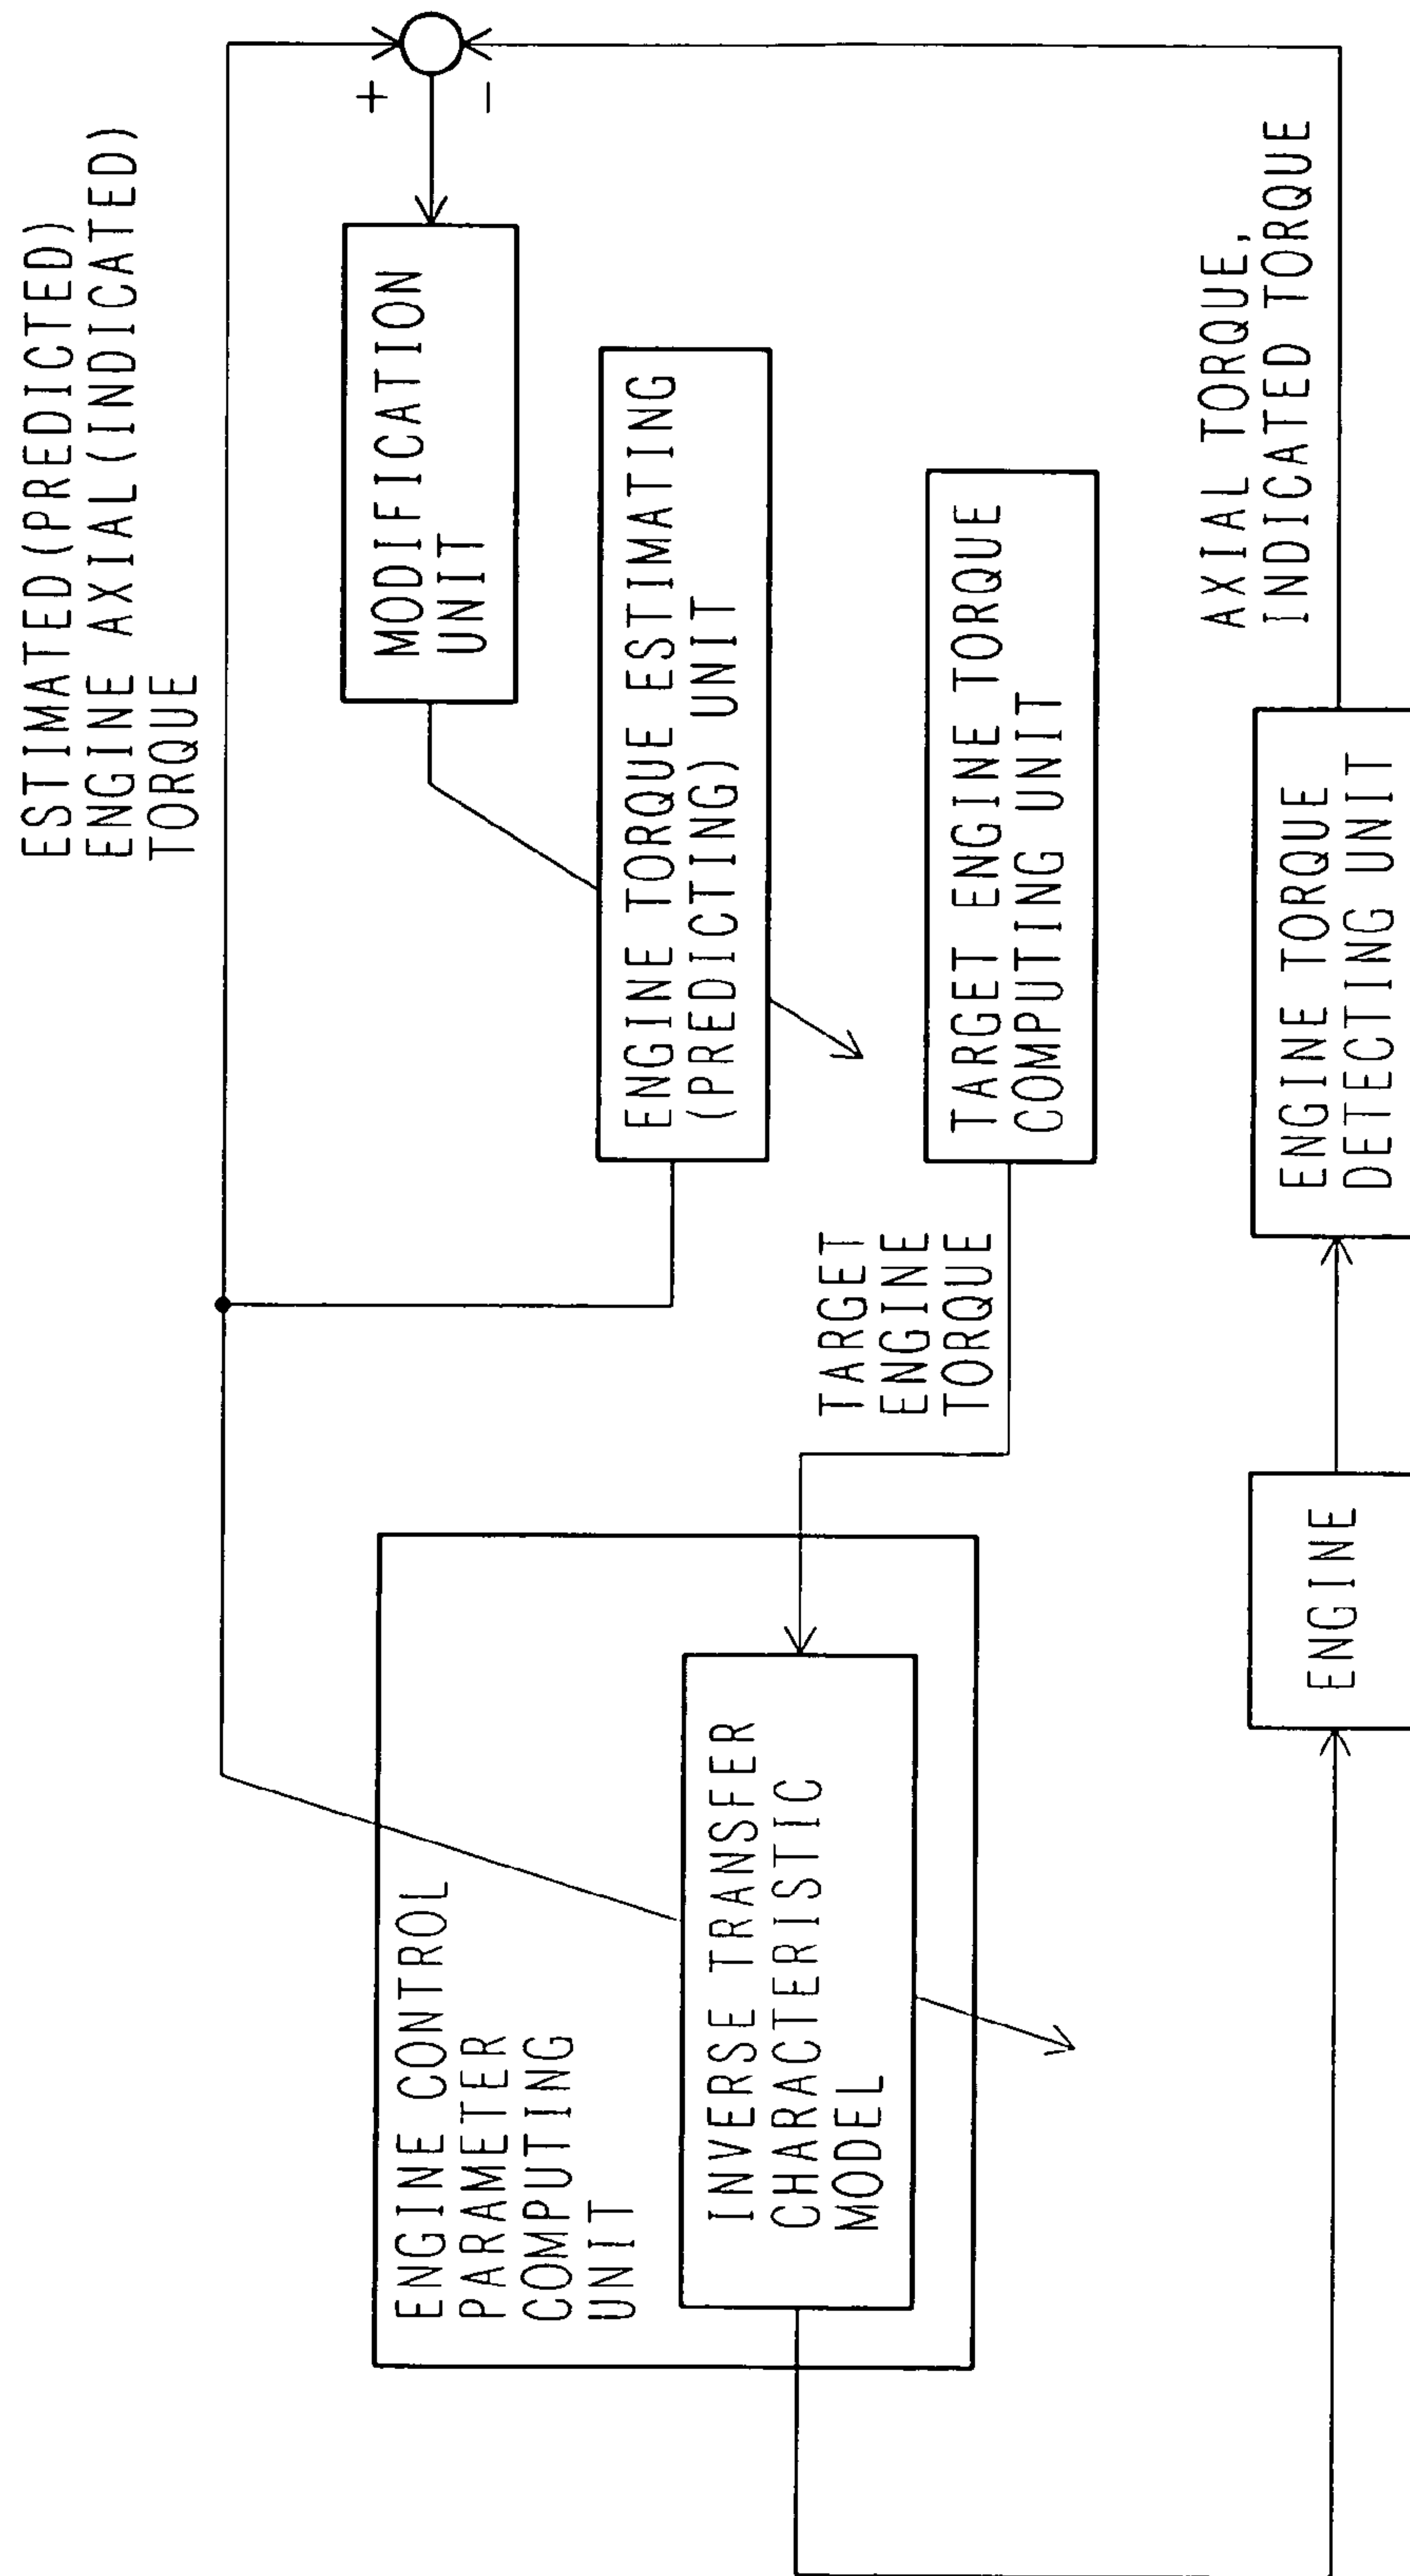 ESTIMATED(PREDICTED)
ENGINE AXIAL(INDICATED)
TORQUE
+
-
MODIFICATION
UNIT
ENGINE TORQUE ESTIMATING
(PREDICTING) UNIT
ENGINE CONTROL
PARAMETER
COMPUTING
UNIT
INVERSE TRANSFER
CHARACTERISTIC
MODEL
TARGET
ENGINE
TORQUE
TARGET ENGINE TORQUE
COMPUTING UNIT
ENGINE
ENGINE TORQUE
DETECTING UNIT
AXIAL TORQUE,
INDICATED TORQUE